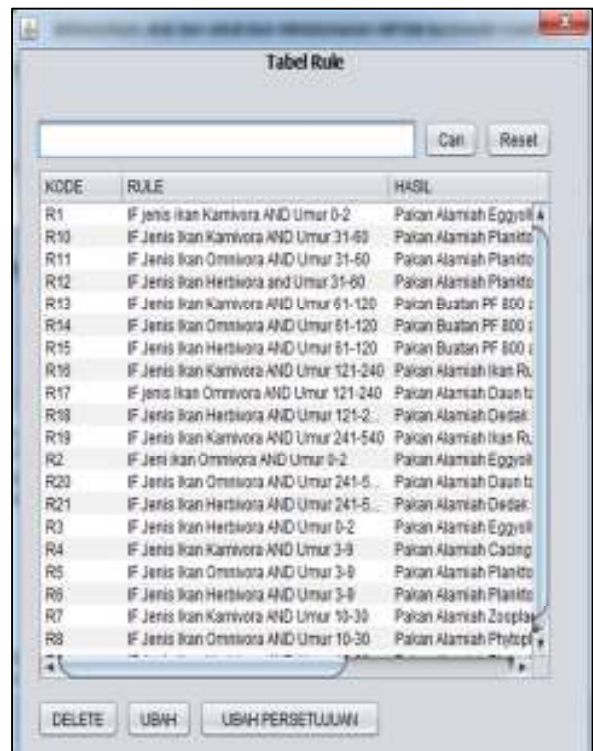 Tabel Rule
Cari Reset
KODE RULE HASIL
R1 IF jenis Ikan Karnivora AND Umur 0-2 Pakan Alamiah Eggyolk
R10 IF Jenis Ikan Karnivora AND Umur 31-60 Pakan Alamiah Plankto
R11 IF Jenis Ikan Omnivora AND Umur 31-60 Pakan Alamiah Plankto
R12 IF Jenis Ikan Herbivora and Umur 31-60 Pakan Alamiah Plankto
R13 IF Jenis Ikan Karnivora AND Umur 61-120 Pakan Buatan PF 800
R14 IF Jenis Ikan Omnivora AND Umur 61-120 Pakan Buatan PF 800
R15 IF Jenis Ikan Herbivora AND Umur 61-120 Pakan Buatan PF 800
R16 IF Jenis Ikan Karnivora AND Umur 121-240 Pakan Alamiah Ikan Ru
R17 IF jenis Ikan Omnivora AND Umur 121-240 Pakan Alamiah Daun ta
R18 IF Jenis Ikan Herbivora AND Umur 121-2... Pakan Alamiah Dedak
R19 IF Jenis Ikan Karnivora AND Umur 241-540 Pakan Alamiah Ikan Ru
R2 IF Jeni Ikan Omnivora AND Umur 0-2 Pakan Alamiah Eggyolk
R20 IF Jenis Ikan Omnivora AND Umur 241-5... Pakan Alamiah Daun ta
R21 IF Jenis Ikan Herbivora AND Umur 241-5... Pakan Alamiah Dedak
R3 IF Jenis Ikan Herbivora AND Umur 0-2 Pakan Alamiah Eggyolk
R4 IF Jenis Ikan Karnivora AND Umur 3-9 Pakan Alamiah Cacing
R5 IF Jenis Ikan Omnivora AND Umur 3-9 Pakan Alamiah Plankto
R6 IF Jenis Ikan Herbivora AND Umur 3-9 Pakan Alamiah Plankto
R7 IF Jenis Ikan Karnivora AND Umur 10-30 Pakan Alamiah Zoopla
R8 IF Jenis Ikan Omnivora AND Umur 10-30 Pakan Alamiah Phytopl
DELETE UBAH UBAH PERSETUJUAN